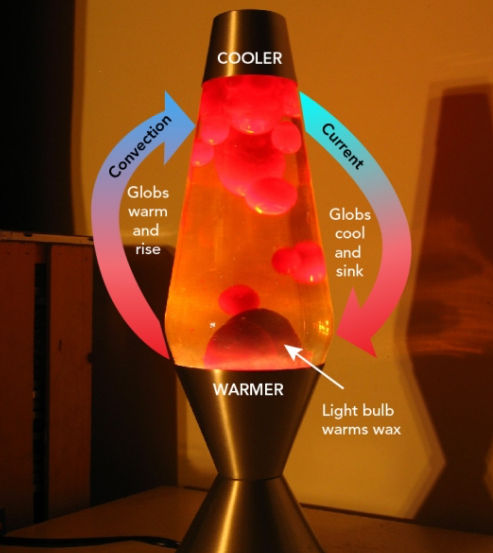 COOLER
Convection
Current
Globs
warm
and
rise
Globs
cool
and
sink
WARMER
Light bulb
warms wax